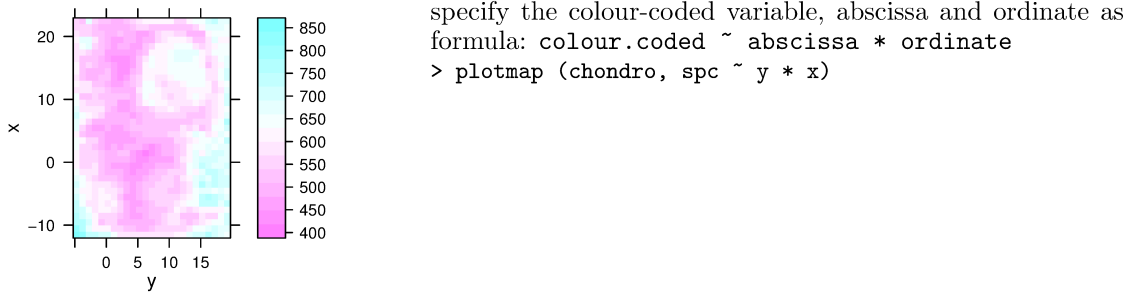 specify the colour-coded variable, abscissa and ordinate as
formula: colour.coded ~ abscissa * ordinate
> plotmap (chondro, spc ~ y * x)
20
10
0
−10
x
0 5 10 15
y
850
800
750
700
650
600
550
500
450
400